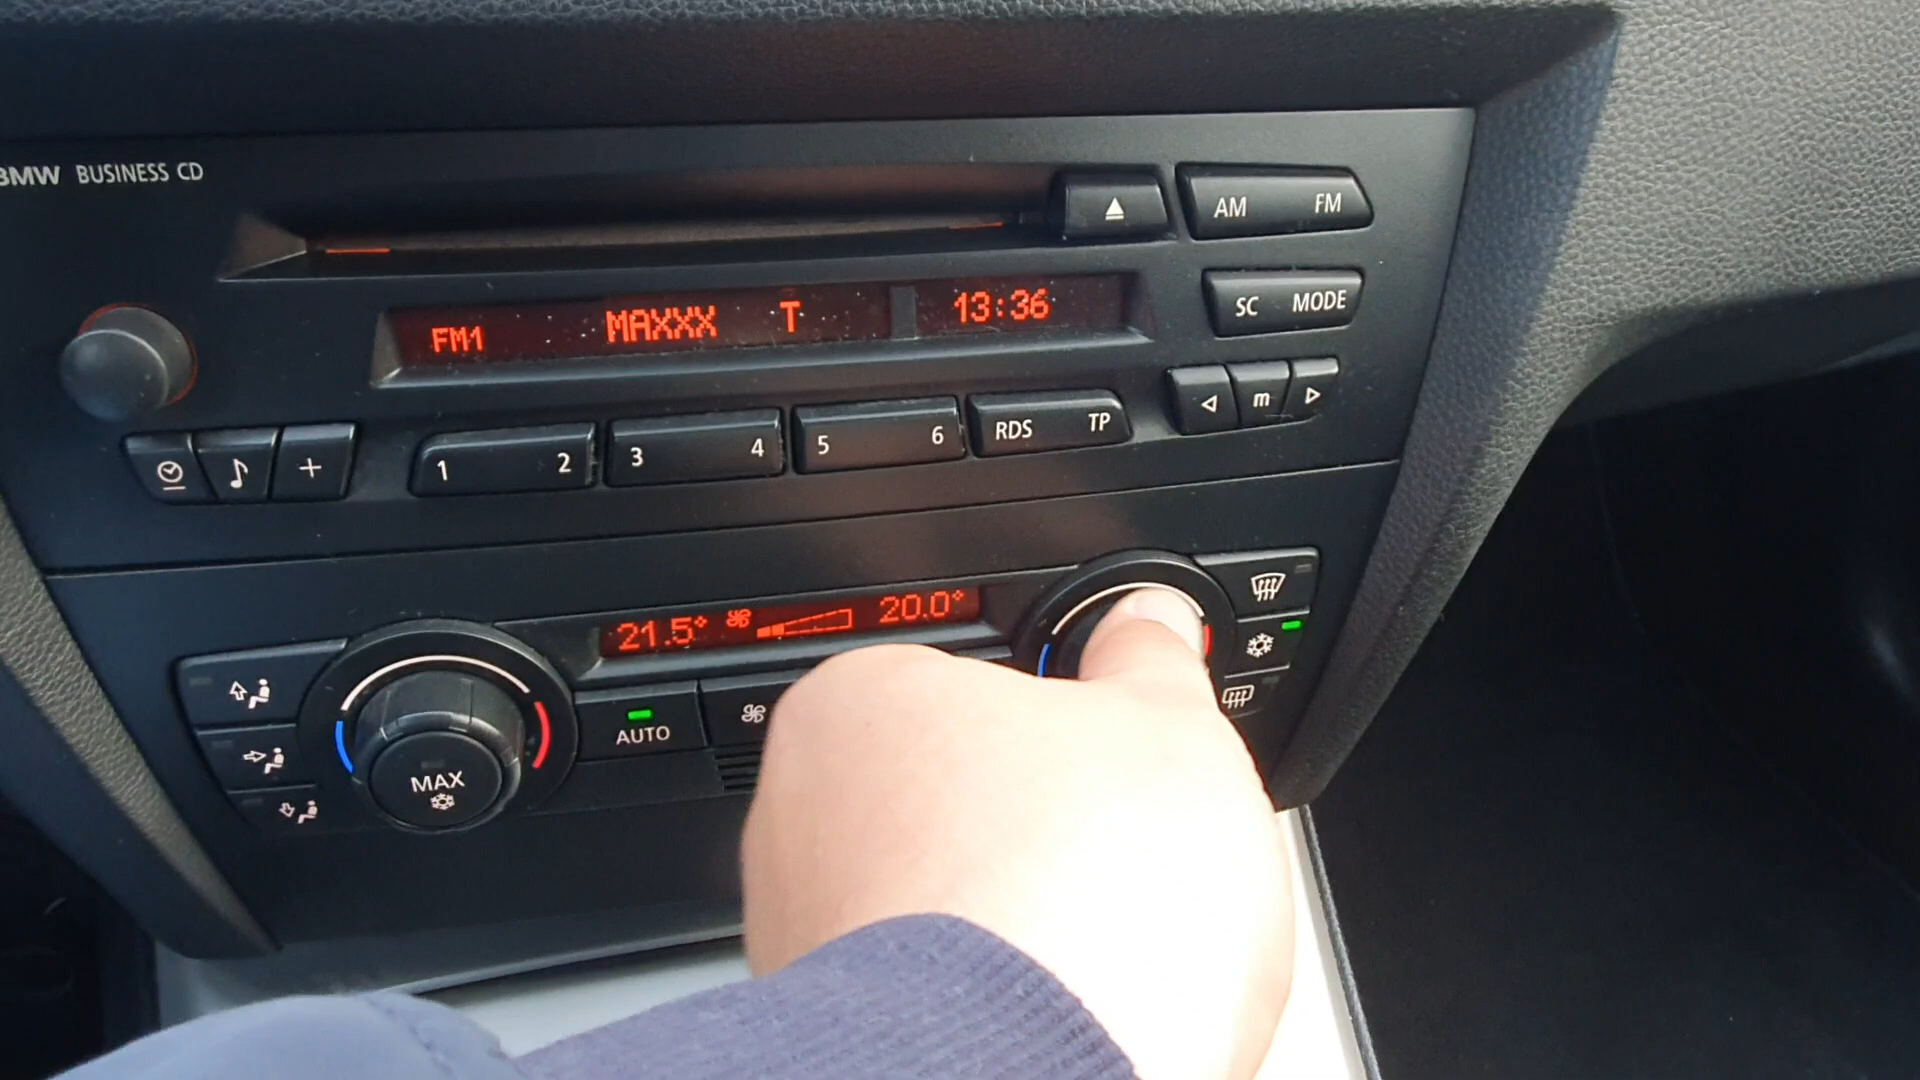 BMW BUSINESS CD
AM FM
FM1 MAXXX T 13:36
SC MODE
m
1 2 3 4 5 6 RDS TP
21.5° 20.0°
AUTO
MAX